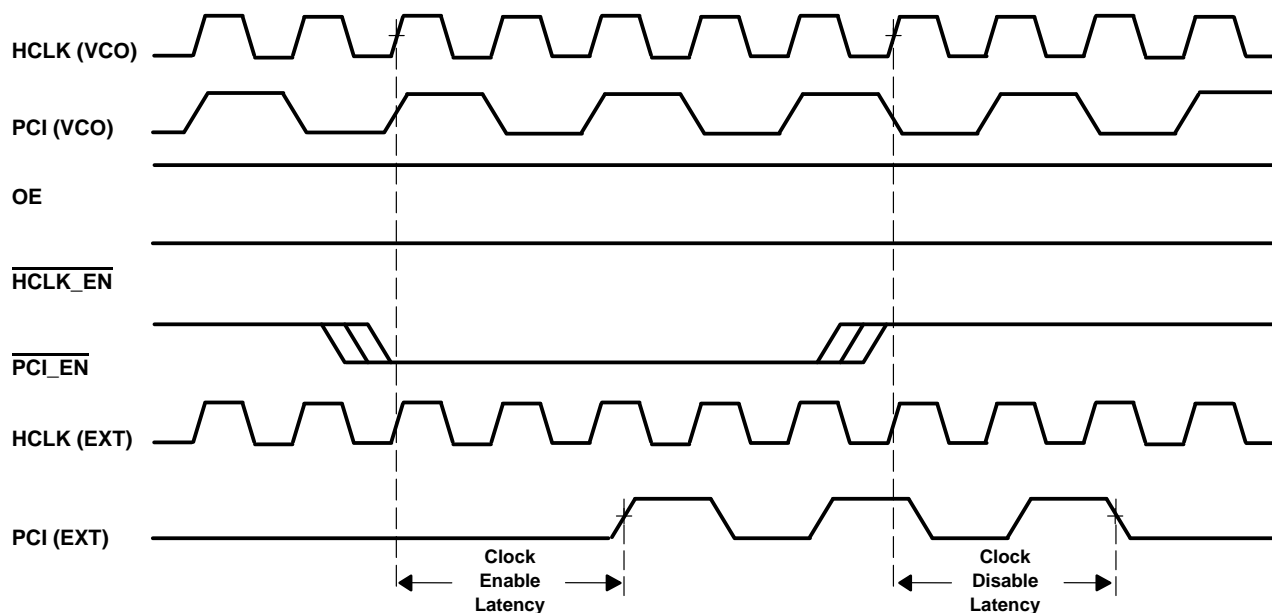 HCLK (VCO)
PCI (VCO)
OE
HCLK_EN
PCI_EN
HCLK (EXT)
PCI (EXT)
Clock
Enable
Latency
Clock
Disable
Latency